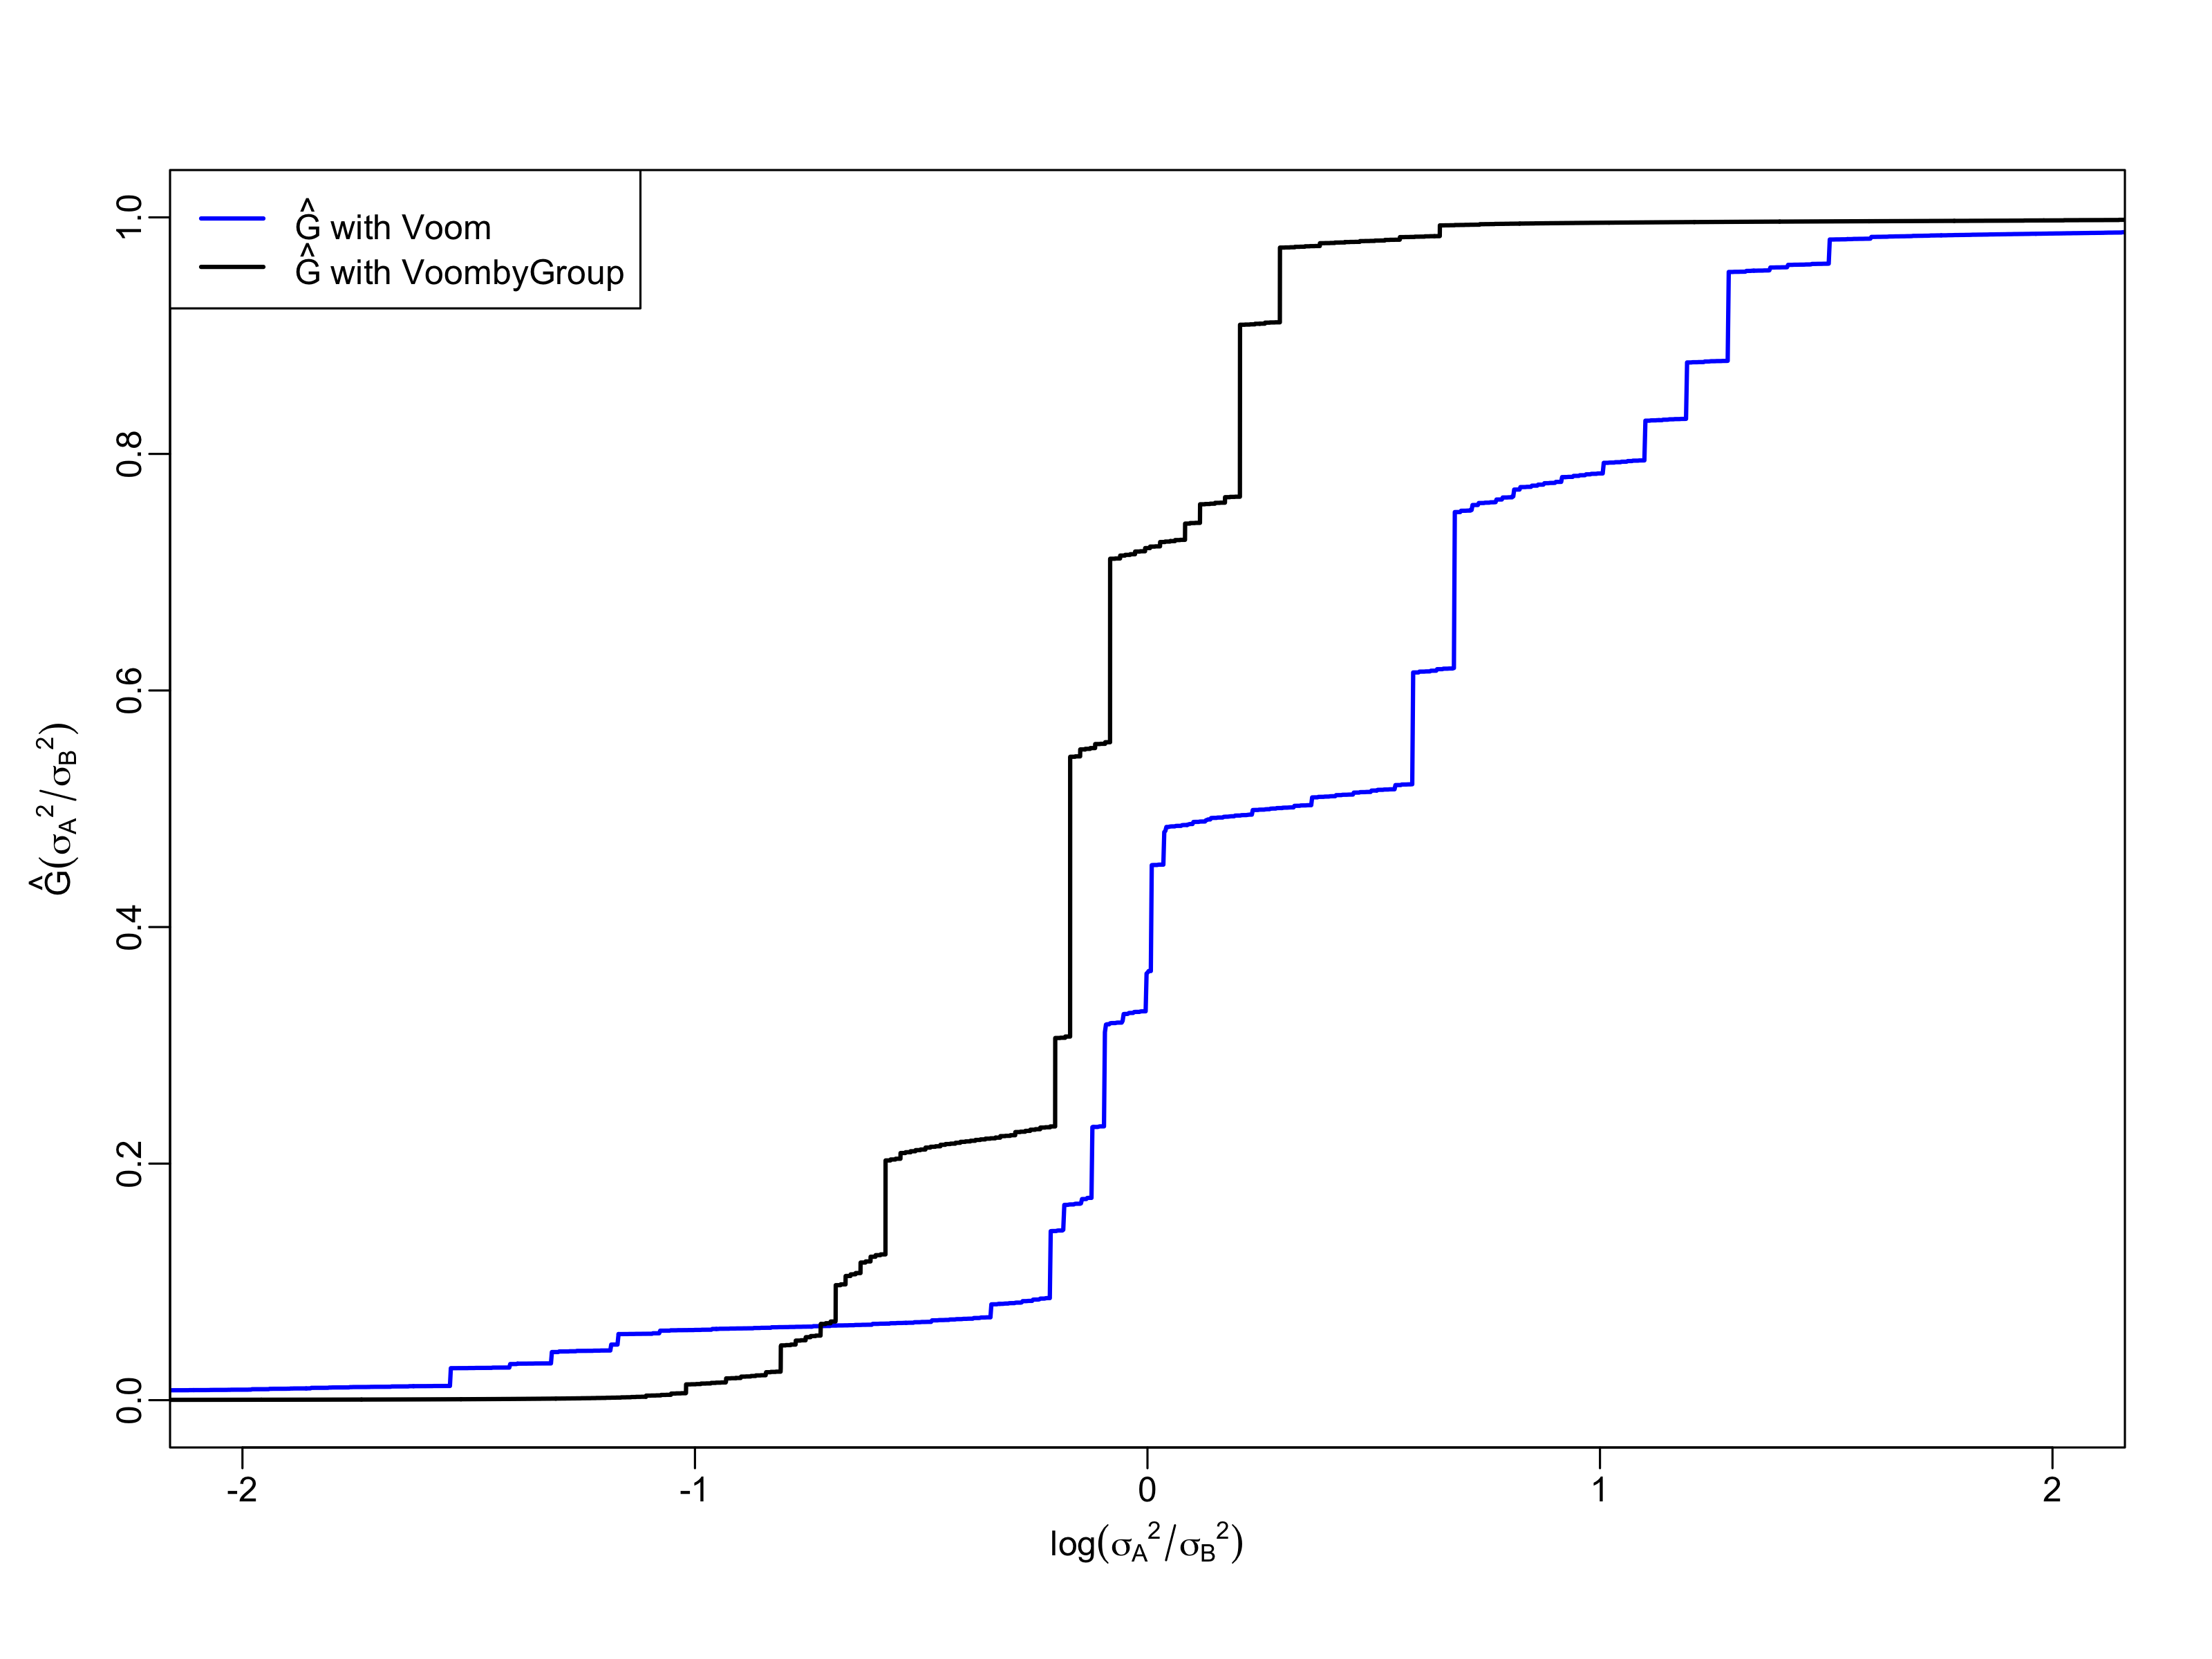 Ĝ with Voom
Ĝ with VoombyGroup
1.0
0.8
0.6
0.4
0.2
0.0
Ĝ(σA²/σB²)
-2 -1 0 1 2
log(σA²/σB²)